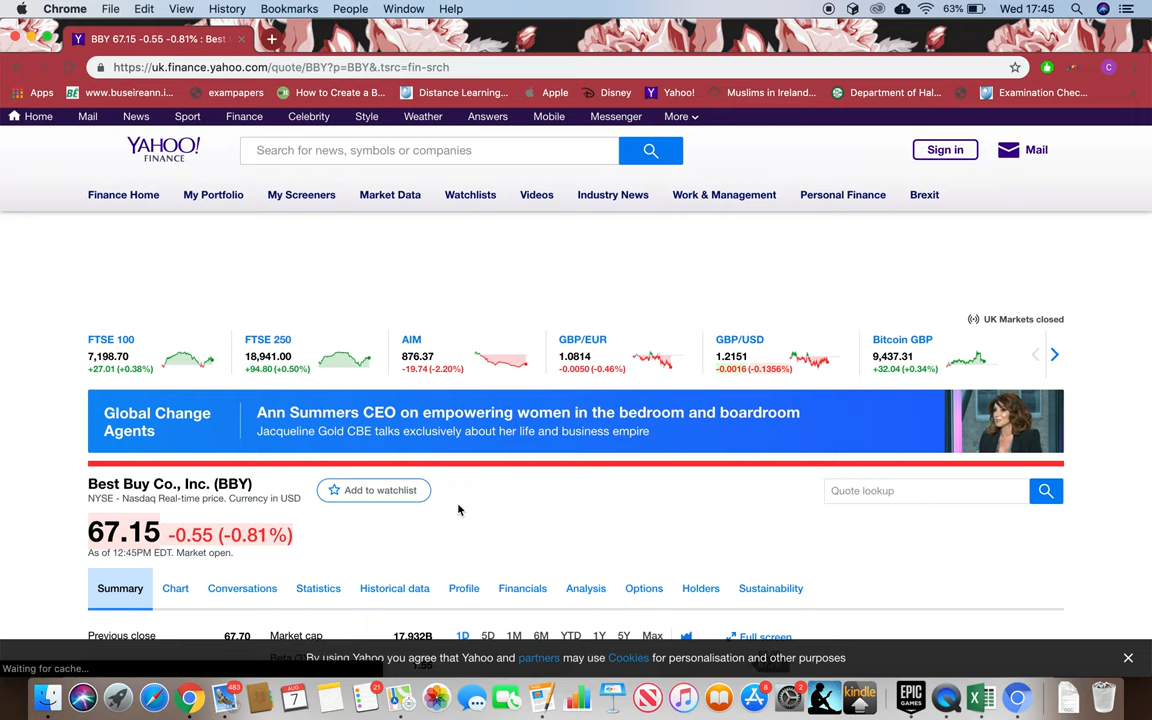 Chrome File Edit View History Bookmarks People Window Help 63% Wed 17:45
BBY 67.15 -0.55 -0.81% : Best
https://uk.finance.yahoo.com/quote/BBY?p=BBY&.tsrc=fin-srch
C
Apps www.buseireann.i... exampapers How to Create a B... Distance Learning,... Apple Disney Yahoo! Muslims in Ireland... Department of Hal... Examination Chec...
Home Mail News Sport Finance Celebrity Style Weather Answers Mobile Messenger More
YAHOO!
FINANCE
Search for news, symbols or companies
Sign in Mail
Finance Home My Portfolio My Screeners Market Data Watchlists Videos Industry News Work & Management Personal Finance Brexit
UK Markets closed
FTSE 100 FTSE 250 AIM GBP/EUR GBP/USD Bitcoin GBP
7,198.70 18,941.00 876.37 1.0814 1.2151 9,437.31
+27.01 (+0.38%) +94.80 (+0.50%) -19.74 (-2.20%) -0.0050 (-0.46%) -0.0016 (-0.1356%) +32.04 (+0.34%)
Global Change
Agents
Ann Summers CEO on empowering women in the bedroom and boardroom
Jacqueline Gold CBE talks exclusively about her life and business empire
Best Buy Co., Inc. (BBY)
NYSE - Nasdaq Real-time price. Currency in USD
Add to watchlist
Quote lookup
67.15 -0.55 (-0.81%)
As of 12:45PM EDT. Market open.
Summary Chart Conversations Statistics Historical data Profile Financials Analysis Options Holders Sustainability
Previous close 67.70 Market cap 17.932B 1D 5D 1M 6M YTD 1Y 5Y Max Full screen
By using Yahoo you agree that Yahoo and partners may use Cookies for personalisation and other purposes
Waiting for cache...
483 AUG 7 21 8 2 kindle EPIC GAMES